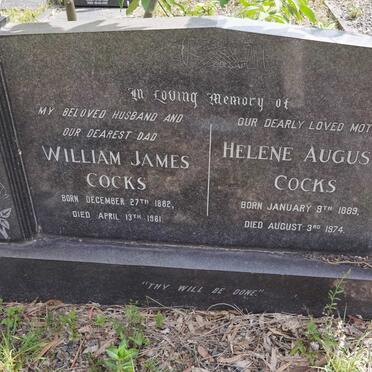 In Loving Memory of
MY BELOVED HUSBAND AND
OUR DEAREST DAD
WILLIAM JAMES
COCKS
BORN DECEMBER 27TH 1882,
DIED APRIL 13TH 1961
OUR DEARLY LOVED MOT
HELENE AUGUS
COCKS
BORN JANUARY 9TH 1889,
DIED AUGUST 3RD 1974.
"THY WILL BE DONE"